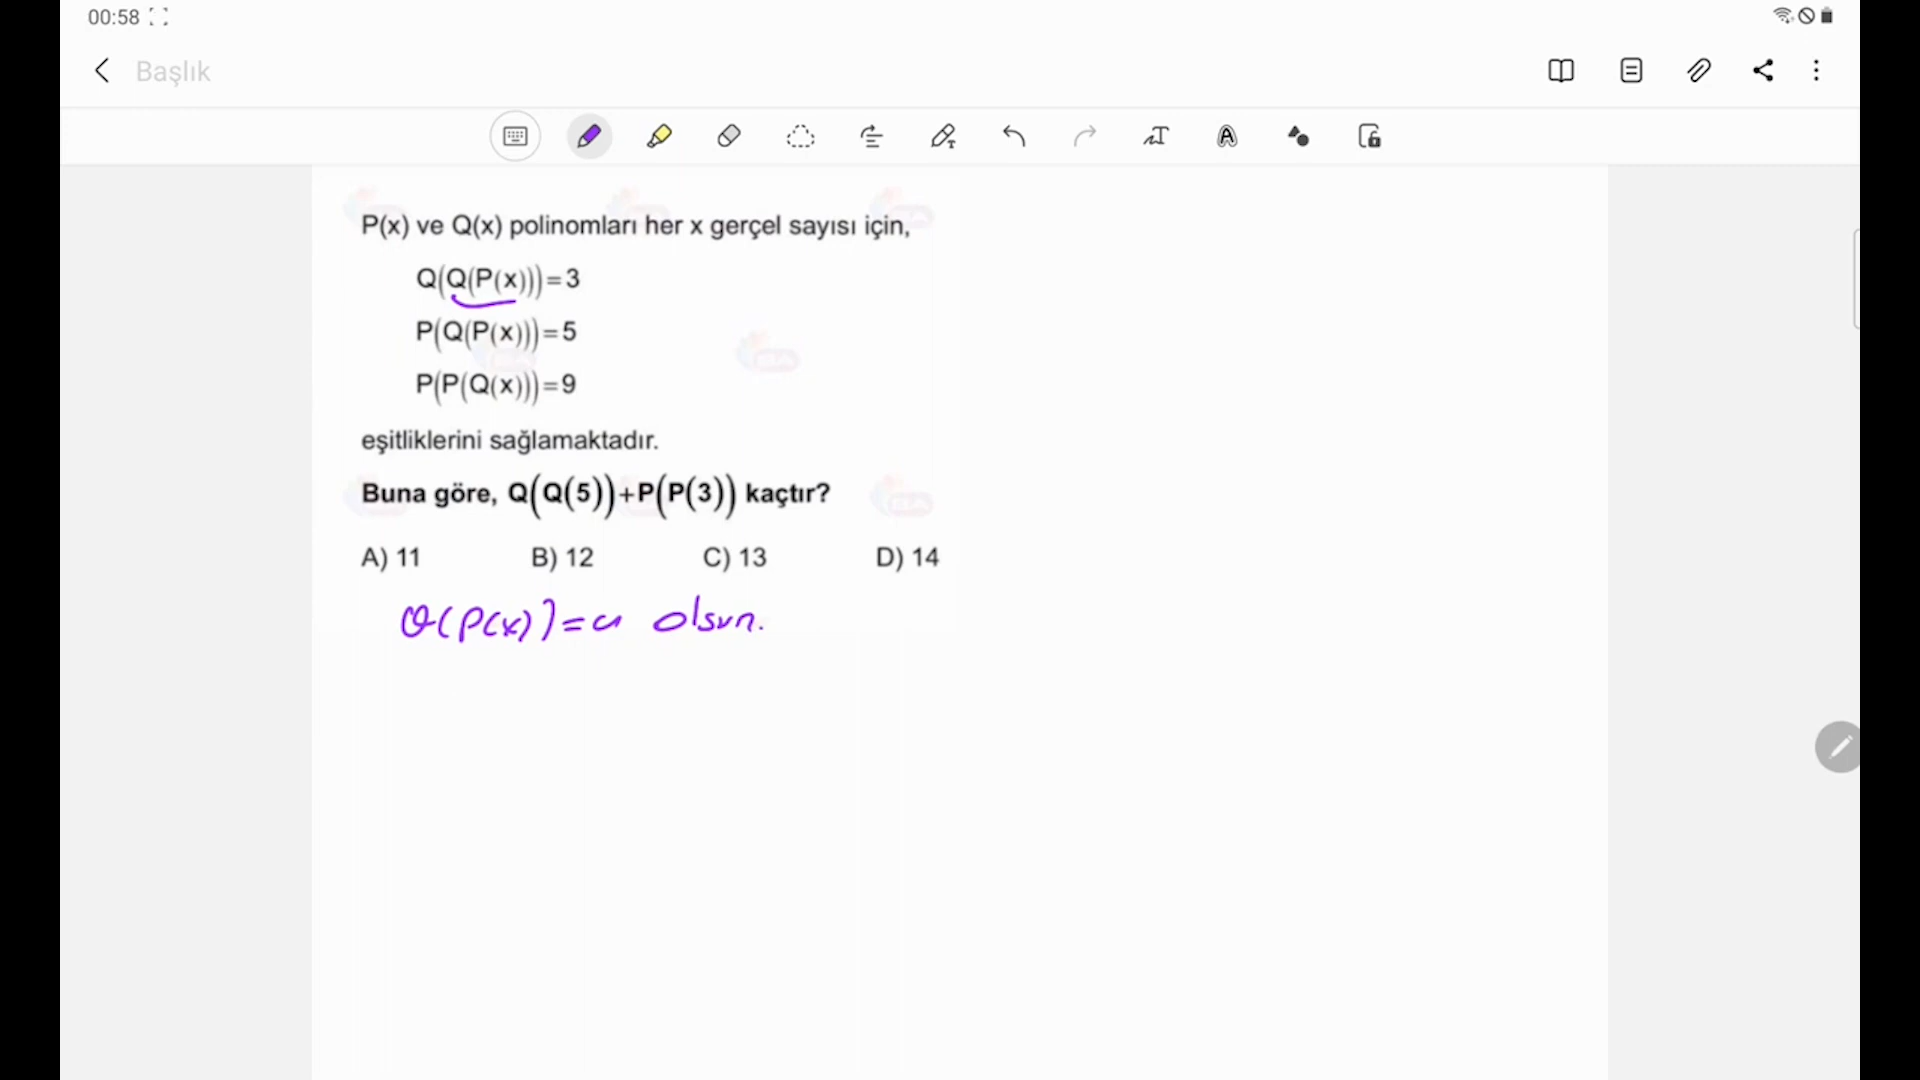 00:58
Başlık
P(x) ve Q(x) polinomları her x gerçel sayısı için,
Q(Q(P(x)))=3
P(Q(P(x)))=5
P(P(Q(x)))=9
eşitliklerini sağlamaktadır.
Buna göre, Q(Q(5))+P(P(3)) kaçtır?
A) 11 B) 12 C) 13 D) 14
Q(P(x))=u olsun.